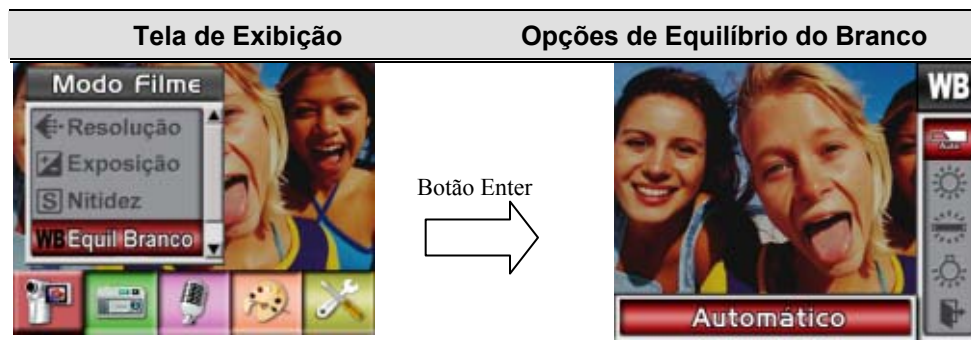 Tela de Exibição
Opções de Equilíbrio do Branco
Modo Filme
Resolução
Exposição
S Nitidez
WB Equil Branco
Botão Enter
WB
Auto
Automático